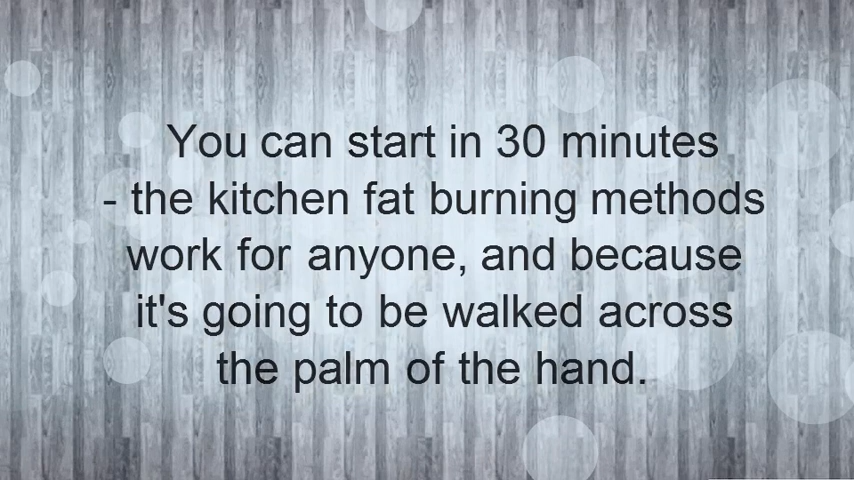 You can start in 30 minutes
- the kitchen fat burning methods
work for anyone, and because
it's going to be walked across
the palm of the hand.